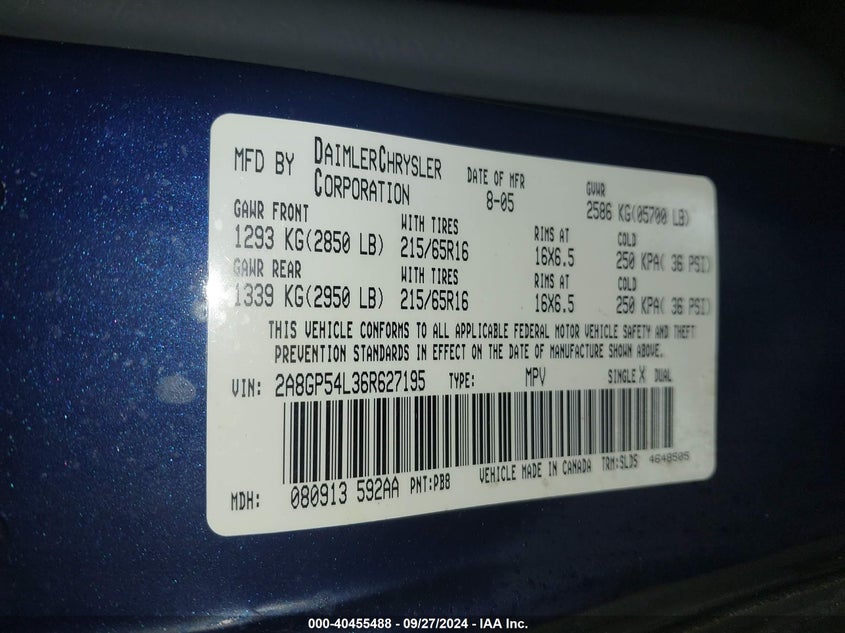 MFD BY DAIMLERCHRYSLER CORPORATION
DATE OF MFR
8-05
GVWR
2586 KG(05700 LB)
GAWR FRONT WITH TIRES RIMS AT COLD
1293 KG(2850 LB) 215/65R16 16X6.5 250 KPA( 36 PSI)
GAWR REAR WITH TIRES RIMS AT COLD
1339 KG(2950 LB) 215/65R16 16X6.5 250 KPA( 36 PSI)
THIS VEHICLE CONFORMS TO ALL APPLICABLE FEDERAL MOTOR VEHICLE SAFETY AND THEFT
PREVENTION STANDARDS IN EFFECT ON THE DATE OF MANUFACTURE SHOWN ABOVE.
VIN: 2A8GP54L36R627195 TYPE: MPV SINGLE X DUAL
MDH: 080913 592AA PNT:PB8 VEHICLE MADE IN CANADA TRM:SLD5 4648505
000-40455488 - 09/27/2024 - IAA Inc.